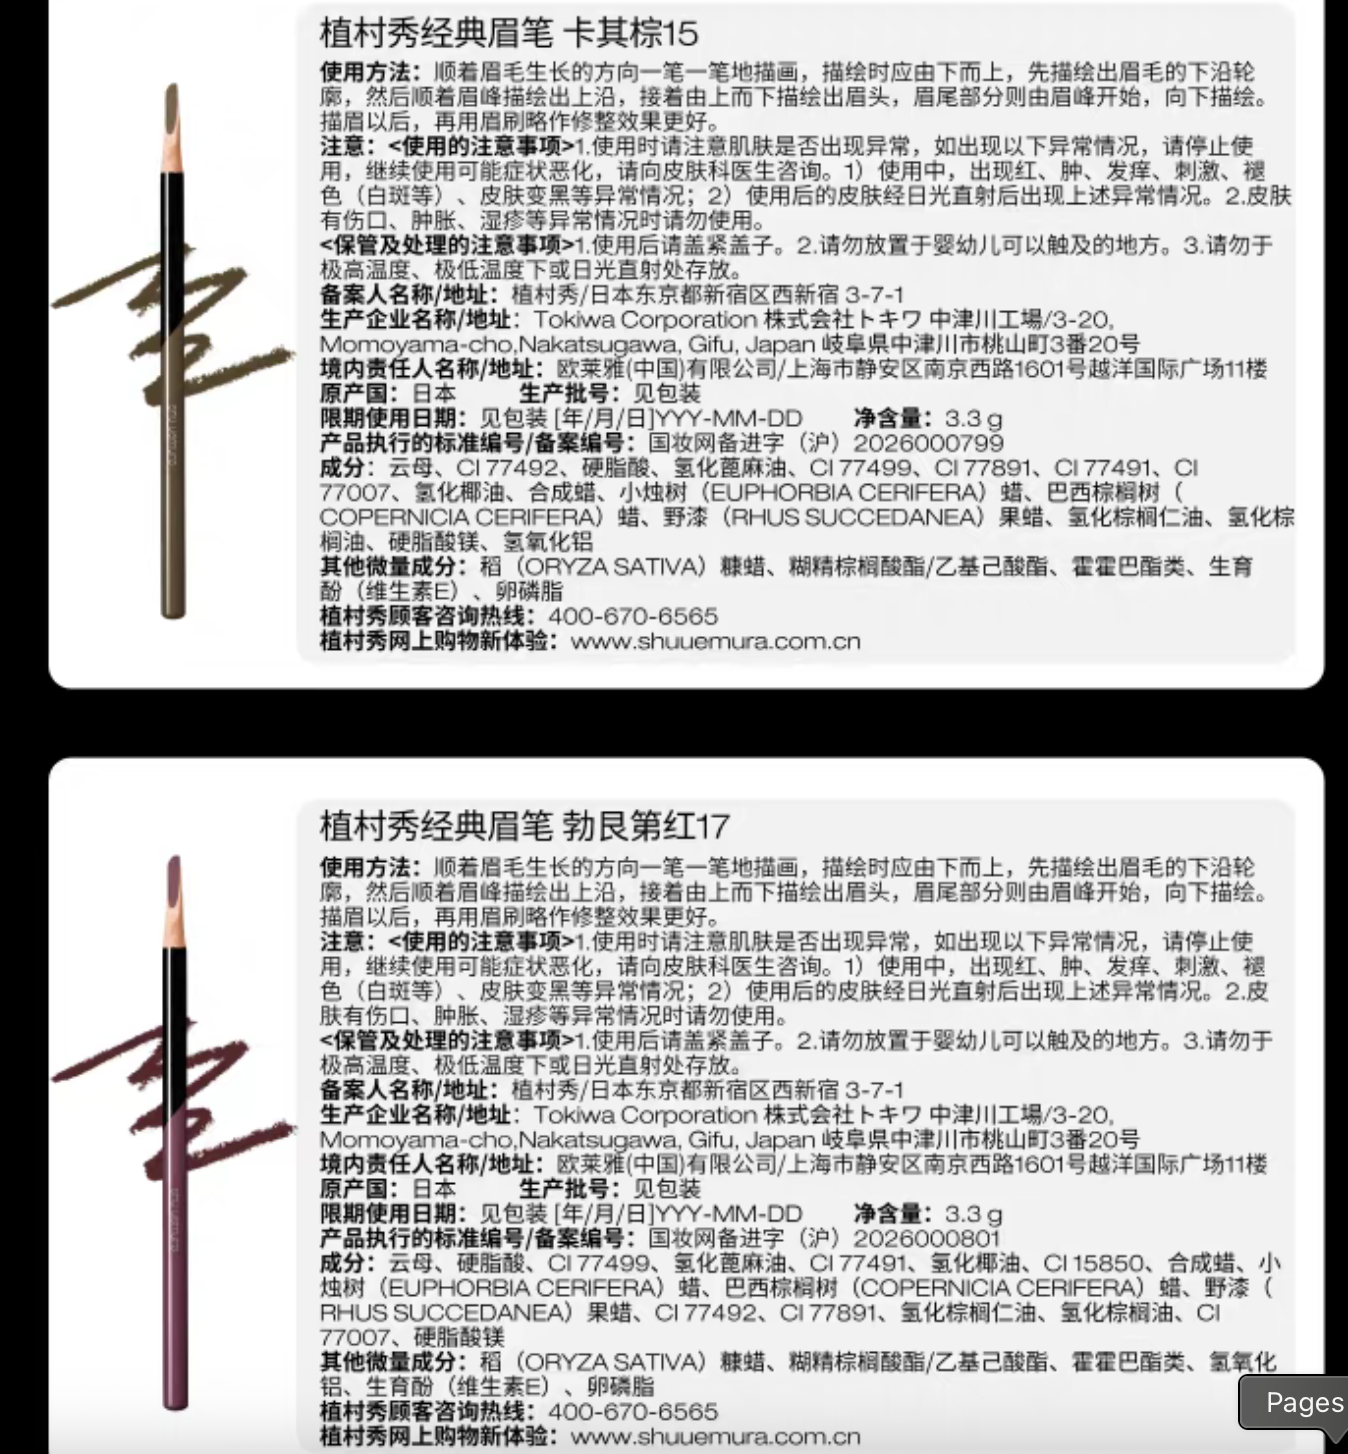 植村秀经典眉笔 卡其棕15
使用方法：顺着眉毛生长的方向一笔一笔地描画，描绘时应由下而上，先描绘出眉毛的下沿轮
廓，然后顺着眉峰描绘出上沿，接着由上而下描绘出眉头，眉尾部分则由眉峰开始，向下描绘。
描眉以后，再用眉刷略作修整效果更好。
注意：<使用的注意事项>1.使用时请注意肌肤是否出现异常，如出现以下异常情况，请停止使
用，继续使用可能症状恶化，请向皮肤科医生咨询。1）使用中，出现红、肿、发痒、刺激、褪
色（白斑等）、皮肤变黑等异常情况；2）使用后的皮肤经日光直射后出现上述异常情况。2.皮肤
有伤口、肿胀、湿疹等异常情况时请勿使用。
<保管及处理的注意事项>1.使用后请盖紧盖子。2.请勿放置于婴幼儿可以触及的地方。3.请勿于
极高温度、极低温度下或日光直射处存放。
备案人名称/地址：植村秀/日本东京都新宿区西新宿 3-7-1
生产企业名称/地址：Tokiwa Corporation 株式会社トキワ 中津川工場/3-20,
Momoyama-cho,Nakatsugawa, Gifu, Japan 岐阜県中津川市桃山町3番20号
境内责任人名称/地址：欧莱雅(中国)有限公司/上海市静安区南京西路1601号越洋国际广场11楼
原产国：日本 生产批号：见包装
限期使用日期：见包装 [年/月/日]YYY-MM-DD 净含量：3.3 g
产品执行的标准编号/备案编号：国妆网备进字（沪）2026000799
成分：云母、CI 77492、硬脂酸、氢化蓖麻油、CI 77499、CI 77891、CI 77491、CI
77007、氢化椰油、合成蜡、小烛树（EUPHORBIA CERIFERA）蜡、巴西棕榈树（
COPERNICIA CERIFERA）蜡、野漆（RHUS SUCCEDANEA）果蜡、氢化棕榈仁油、氢化棕
榈油、硬脂酸镁、氢氧化铝
其他微量成分：稻（ORYZA SATIVA）糠蜡、糊精棕榈酸酯/乙基己酸酯、霍霍巴酯类、生育
酚（维生素E）、卵磷脂
植村秀顾客咨询热线：400-670-6565
植村秀网上购物新体验：www.shuuemura.com.cn
植村秀经典眉笔 勃艮第红17
使用方法：顺着眉毛生长的方向一笔一笔地描画，描绘时应由下而上，先描绘出眉毛的下沿轮
廓，然后顺着眉峰描绘出上沿，接着由上而下描绘出眉头，眉尾部分则由眉峰开始，向下描绘。
描眉以后，再用眉刷略作修整效果更好。
注意：<使用的注意事项>1.使用时请注意肌肤是否出现异常，如出现以下异常情况，请停止使
用，继续使用可能症状恶化，请向皮肤科医生咨询。1）使用中，出现红、肿、发痒、刺激、褪
色（白斑等）、皮肤变黑等异常情况；2）使用后的皮肤经日光直射后出现上述异常情况。2.皮
肤有伤口、肿胀、湿疹等异常情况时请勿使用。
<保管及处理的注意事项>1.使用后请盖紧盖子。2.请勿放置于婴幼儿可以触及的地方。3.请勿于
极高温度、极低温度下或日光直射处存放。
备案人名称/地址：植村秀/日本东京都新宿区西新宿 3-7-1
生产企业名称/地址：Tokiwa Corporation 株式会社トキワ 中津川工場/3-20,
Momoyama-cho,Nakatsugawa, Gifu, Japan 岐阜県中津川市桃山町3番20号
境内责任人名称/地址：欧莱雅(中国)有限公司/上海市静安区南京西路1601号越洋国际广场11楼
原产国：日本 生产批号：见包装
限期使用日期：见包装 [年/月/日]YYY-MM-DD 净含量：3.3 g
产品执行的标准编号/备案编号：国妆网备进字（沪）2026000801
成分：云母、硬脂酸、CI 77499、氢化蓖麻油、CI 77491、氢化椰油、CI 15850、合成蜡、小
烛树（EUPHORBIA CERIFERA）蜡、巴西棕榈树（COPERNICIA CERIFERA）蜡、野漆（
RHUS SUCCEDANEA）果蜡、CI 77492、CI 77891、氢化棕榈仁油、氢化棕榈油、CI
77007、硬脂酸镁
其他微量成分：稻（ORYZA SATIVA）糠蜡、糊精棕榈酸酯/乙基己酸酯、霍霍巴酯类、氢氧化
铝、生育酚（维生素E）、卵磷脂
植村秀顾客咨询热线：400-670-6565
植村秀网上购物新体验：www.shuuemura.com.cn
Pages